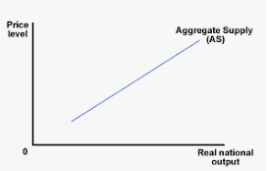 Price
level
Aggregate Supply
(AS)
0
Real national
output